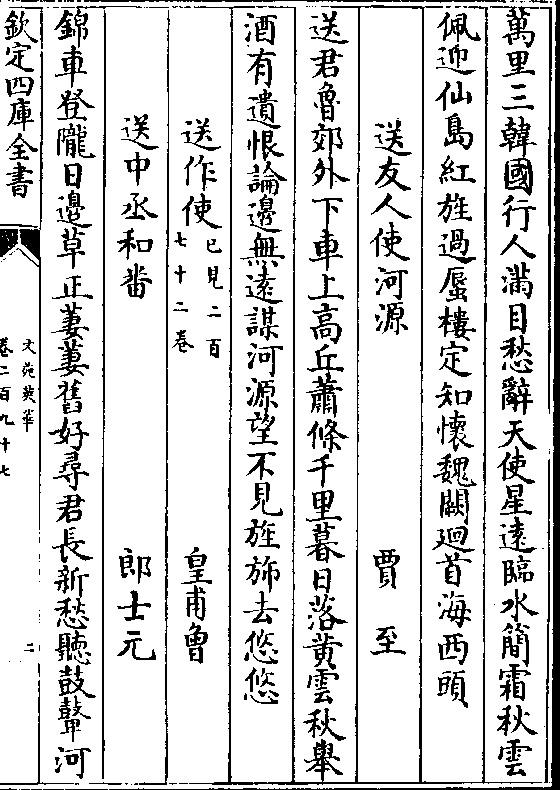 萬里三韓國行人滿目愁辭天使星遠臨水簡霜秋雲
佩迎仙島紅旌過蜃樓定知懷魏闕廻首海西頭
送友人使河源　賈至
送君魯郊外下車上高丘蕭條千里暮日落黄雲秋舉
酒有遺恨論邊無遠謀河源望不見旌斾去悠悠
送作使已見二百七十二卷　皇甫魯
送中丞和畨　郎士元
錦車登隴日邊草正萋萋舊好尋君長新愁聽鼓鼙河
欽定四庫全書
文苑英華
卷二百九十七
二